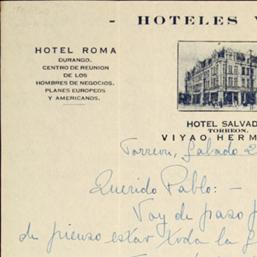 - HOTELES V
HOTEL ROMA
DURANGO.
CENTRO DE REUNION
DE LOS
HOMBRES DE NEGOCIOS.
PLANES EUROPEOS
Y AMERICANOS.
HOTEL SALVAD
TORREON.
VIYAO HERM
Torreon, Sabado 2
Querido Pablo: -
Voy de paso p
de pienso estar toda la